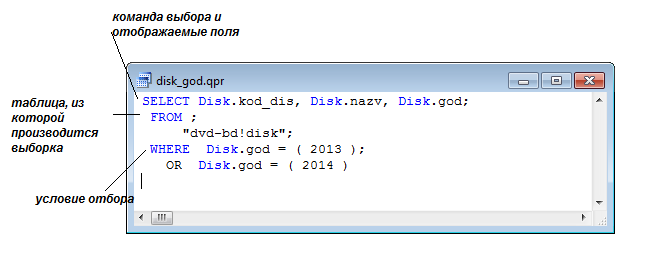 команда выбора и
отображаемые поля
disk_god.qpr
SELECT Disk.kod_dis, Disk.nazv, Disk.god;
FROM ;
"dvd-bd!disk";
WHERE Disk.god = ( 2013 );
OR Disk.god = ( 2014 )
таблица, из
которой
производится
выборка
условие отбора